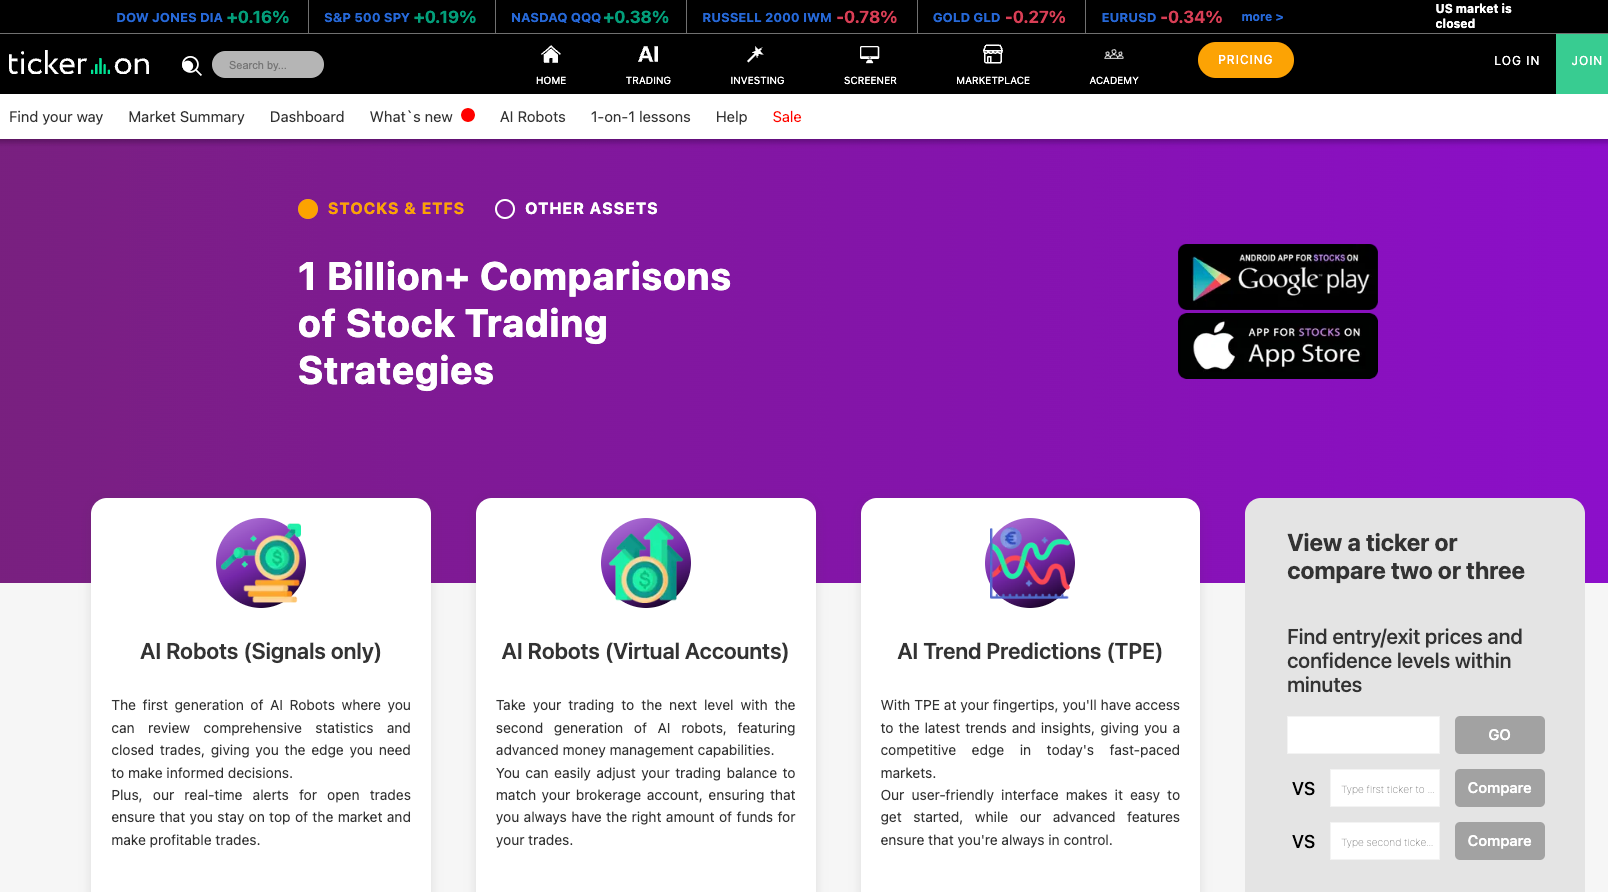 DOW JONES DIA +0.16% S&P 500 SPY +0.19% NASDAQ QQQ +0.38% RUSSELL 2000 IWM -0.78% GOLD GLD -0.27% EURUSD -0.34% more >
US market is
closed
ticker on
Search by...
HOME
AI
TRADING
INVESTING
SCREENER
MARKETPLACE
ACADEMY
PRICING
LOG IN
JOIN
Find your way Market Summary Dashboard What`s new AI Robots 1-on-1 lessons Help Sale
STOCKS & ETFS OTHER ASSETS
1 Billion+ Comparisons
of Stock Trading
Strategies
ANDROID APP FOR STOCKS ON
Google play
APP FOR STOCKS ON
App Store
AI Robots (Signals only)
The first generation of AI Robots where you
can review comprehensive statistics and
closed trades, giving you the edge you need
to make informed decisions.
Plus, our real-time alerts for open trades
ensure that you stay on top of the market and
make profitable trades.
AI Robots (Virtual Accounts)
Take your trading to the next level with the
second generation of AI robots, featuring
advanced money management capabilities.
You can easily adjust your trading balance to
match your brokerage account, ensuring that
you always have the right amount of funds for
your trades.
AI Trend Predictions (TPE)
With TPE at your fingertips, you'll have access
to the latest trends and insights, giving you a
competitive edge in today's fast-paced
markets.
Our user-friendly interface makes it easy to
get started, while our advanced features
ensure that you're always in control.
View a ticker or
compare two or three
Find entry/exit prices and
confidence levels within
minutes
GO
VS Type first ticker to ... Compare
VS Type second ticke... Compare